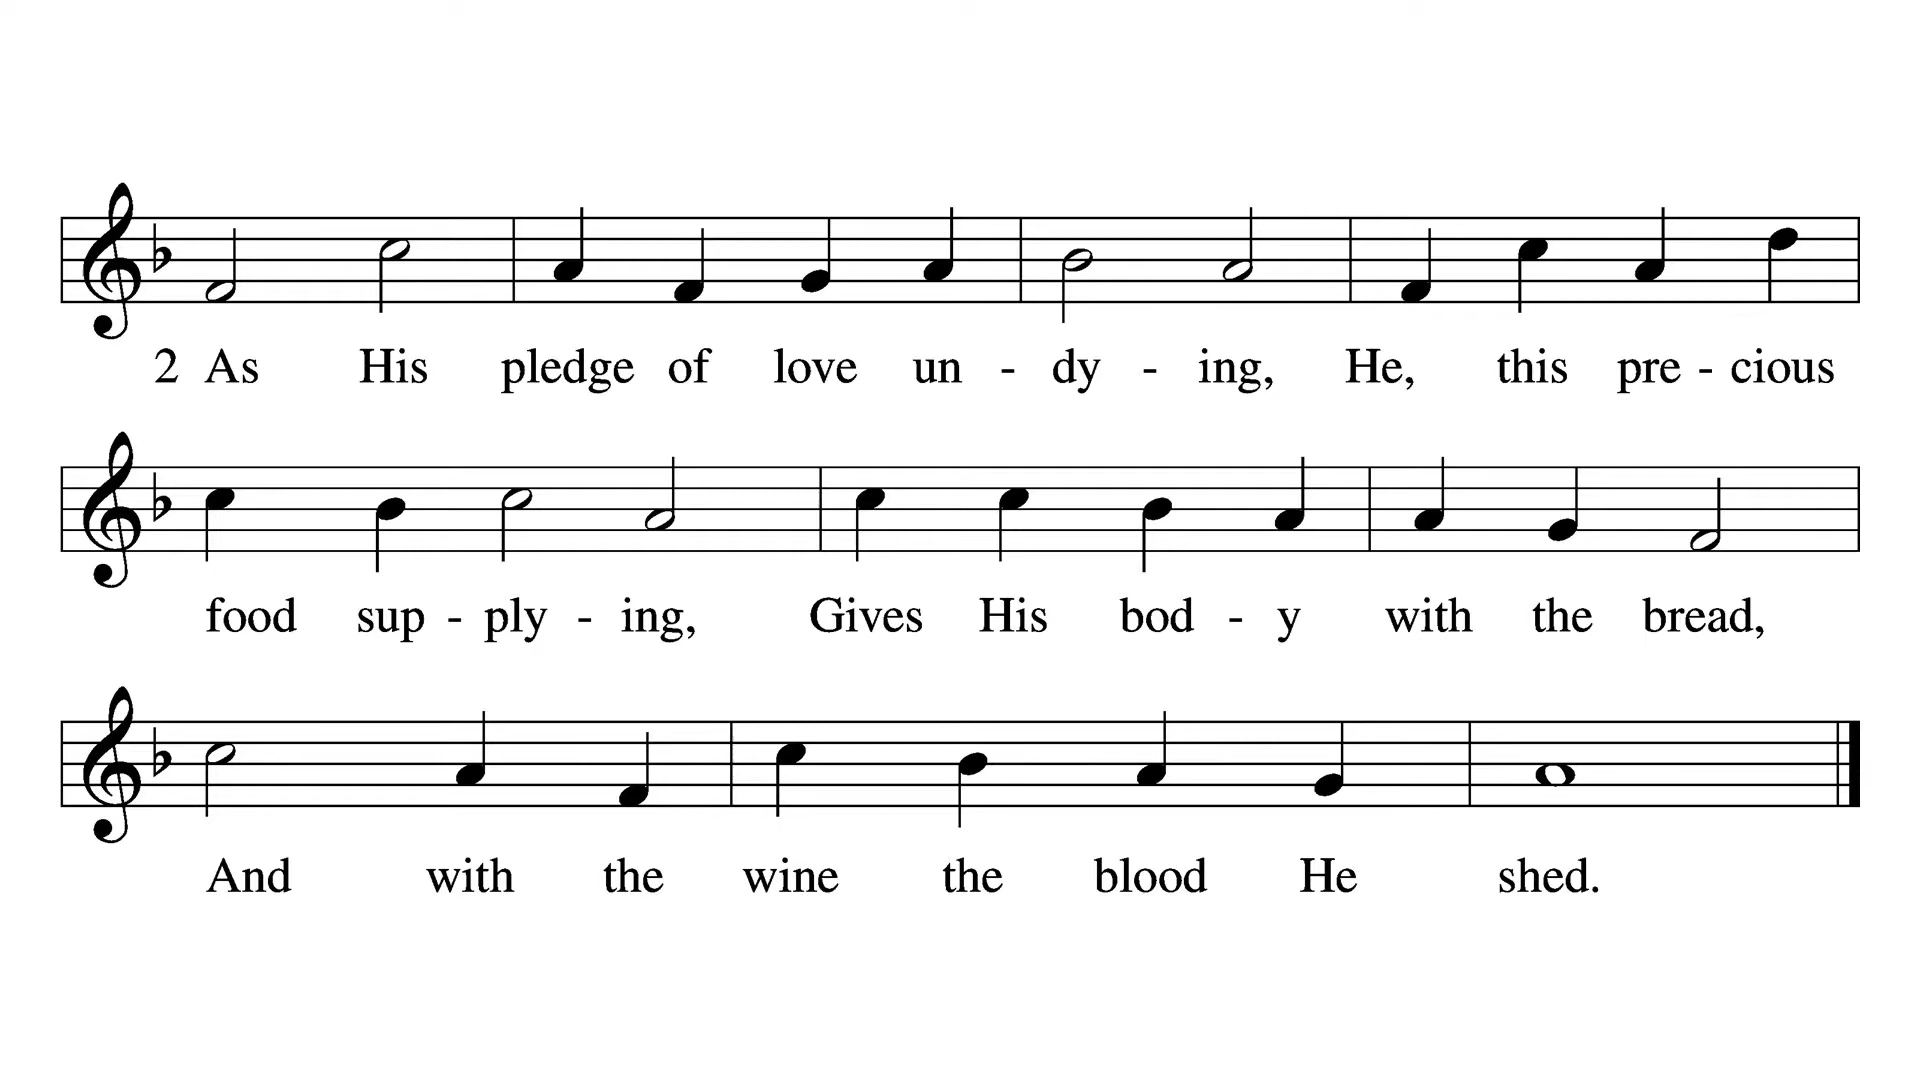 2 As His pledge of love un - dy - ing, He, this pre - cious
food sup - ply - ing, Gives His bod - y with the bread,
And with the wine the blood He shed.